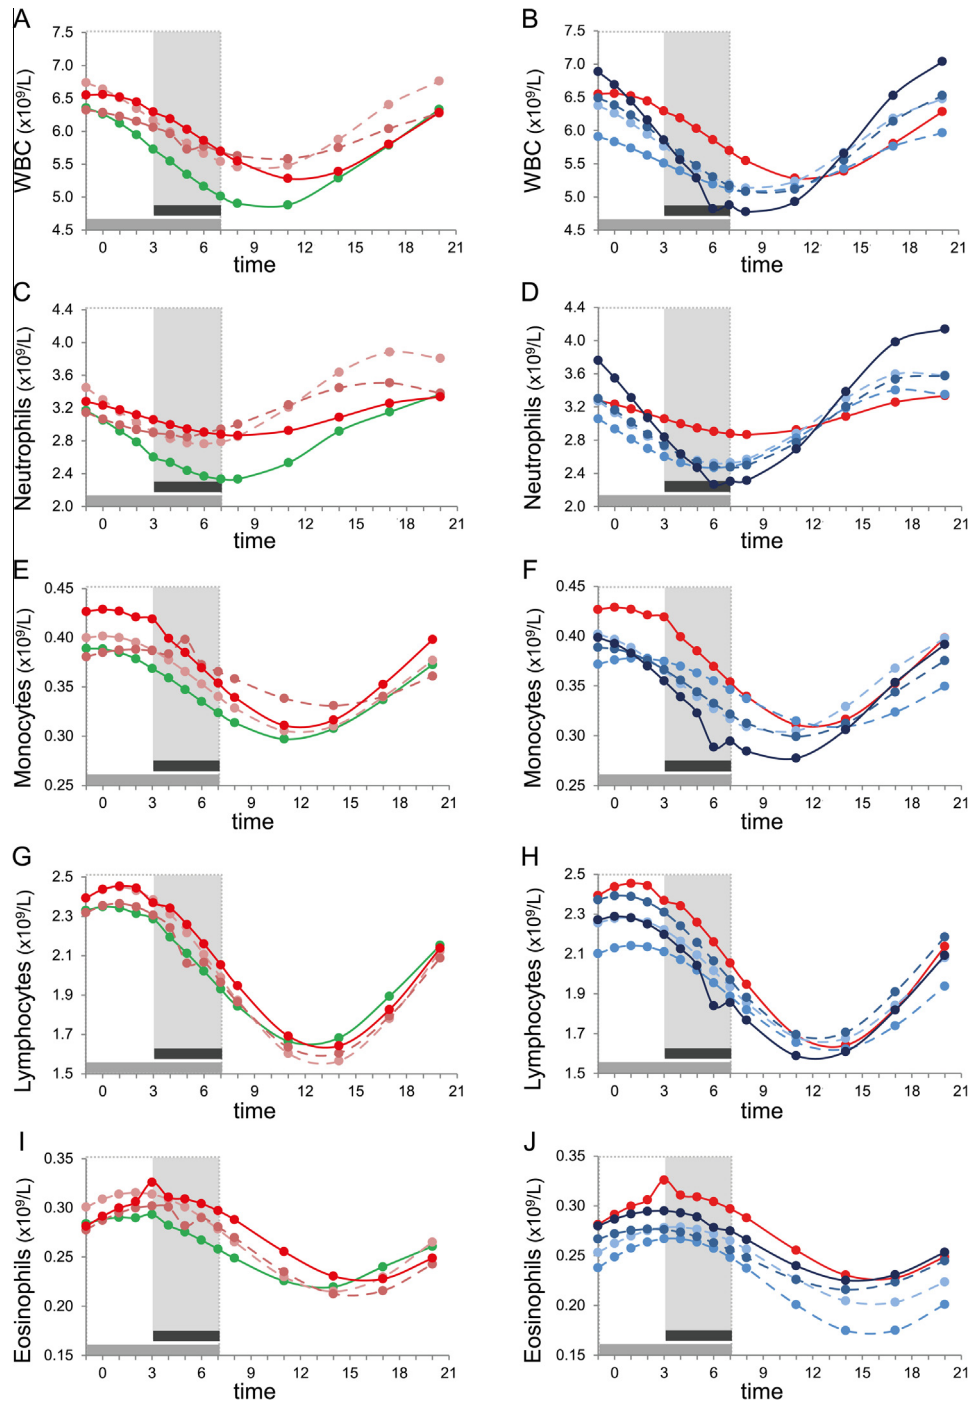 A
WBC (x10⁹/L)
7.5
7.0
6.5
6.0
5.5
5.0
4.5
0 3 6 9 12 15 18 21
time
B
WBC (x10⁹/L)
7.5
7.0
6.5
6.0
5.5
5.0
4.5
0 3 6 9 12 15 18 21
time
C
Neutrophils (x10⁹/L)
4.4
4.0
3.6
3.2
2.8
2.4
2.0
0 3 6 9 12 15 18 21
time
D
Neutrophils (x10⁹/L)
4.4
4.0
3.6
3.2
2.8
2.4
2.0
0 3 6 9 12 15 18 21
time
E
Monocytes (x10⁹/L)
0.45
0.40
0.35
0.30
0.25
0 3 6 9 12 15 18 21
time
F
Monocytes (x10⁹/L)
0.45
0.40
0.35
0.30
0.25
0 3 6 9 12 15 18 21
time
G
Lymphocytes (x10⁹/L)
2.5
2.3
2.1
1.9
1.7
1.5
0 3 6 9 12 15 18 21
time
H
Lymphocytes (x10⁹/L)
2.5
2.3
2.1
1.9
1.7
1.5
0 3 6 9 12 15 18 21
time
I
Eosinophils (x10⁹/L)
0.35
0.30
0.25
0.20
0.15
0 3 6 9 12 15 18 21
time
J
Eosinophils (x10⁹/L)
0.35
0.30
0.25
0.20
0.15
0 3 6 9 12 15 18 21
time